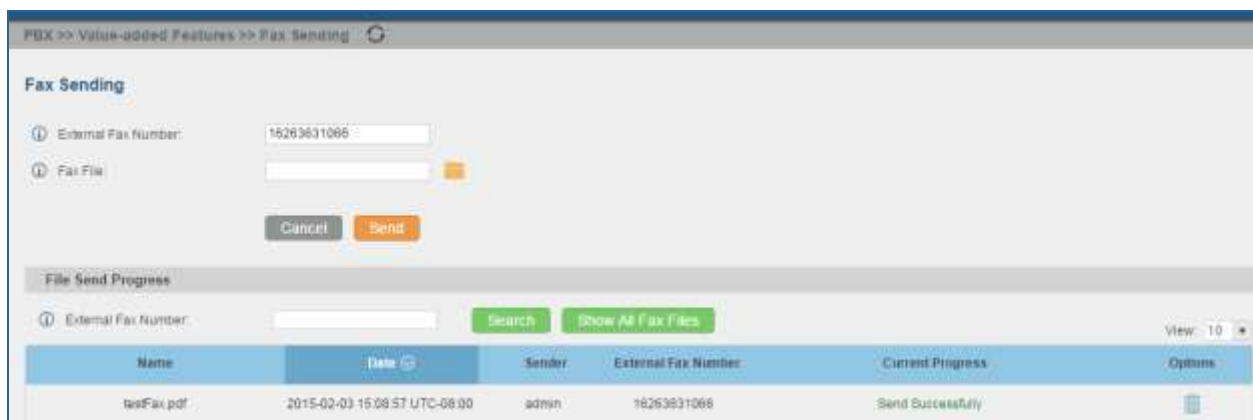 PBX >> Value-added Features >> Fax Sending
Fax Sending
External Fax Number: 16263631066
Fax File:
Cancel Send
File Send Progress
External Fax Number: Search Show All Fax Files
View: 10
Name Date Sender External Fax Number Current Progress Options
testFax.pdf 2015-02-03 15:08:57 UTC-08:00 admin 16263631066 Send Successfully